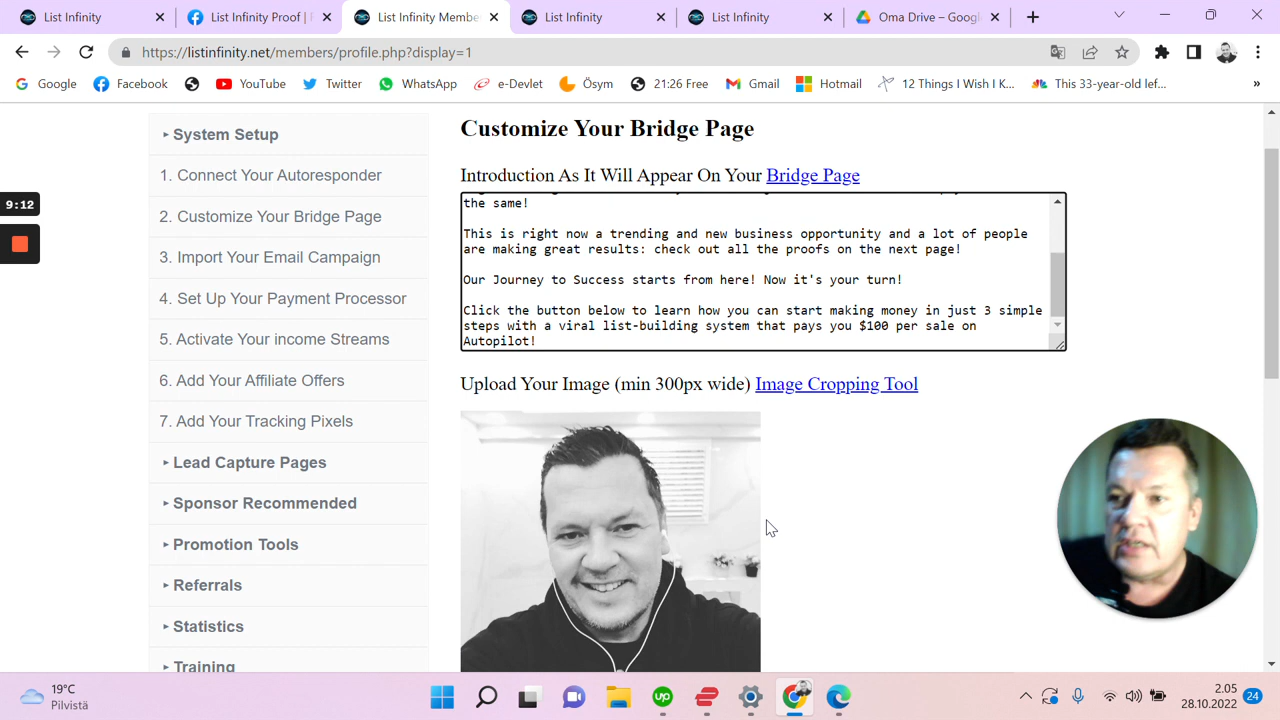 List Infinity
List Infinity Proof | F
List Infinity Membe
List Infinity
List Infinity
Oma Drive – Googl
https://listinfinity.net/members/profile.php?display=1
Google
Facebook
YouTube
Twitter
WhatsApp
e-Devlet
Ösym
21:26 Free
Gmail
Hotmail
12 Things I Wish I K...
This 33-year-old lef...
»
9:12
System Setup
1. Connect Your Autoresponder
2. Customize Your Bridge Page
3. Import Your Email Campaign
4. Set Up Your Payment Processor
5. Activate Your income Streams
6. Add Your Affiliate Offers
7. Add Your Tracking Pixels
Lead Capture Pages
Sponsor Recommended
Promotion Tools
Referrals
Statistics
Training
Customize Your Bridge Page
Introduction As It Will Appear On Your Bridge Page
the same!
This is right now a trending and new business opportunity and a lot of people
are making great results: check out all the proofs on the next page!
Our Journey to Success starts from here! Now it's your turn!
Click the button below to learn how you can start making money in just 3 simple
steps with a viral list-building system that pays you $100 per sale on
Autopilot!
Upload Your Image (min 300px wide) Image Cropping Tool
19°C
Pilvistä
up
2.05
28.10.2022
24